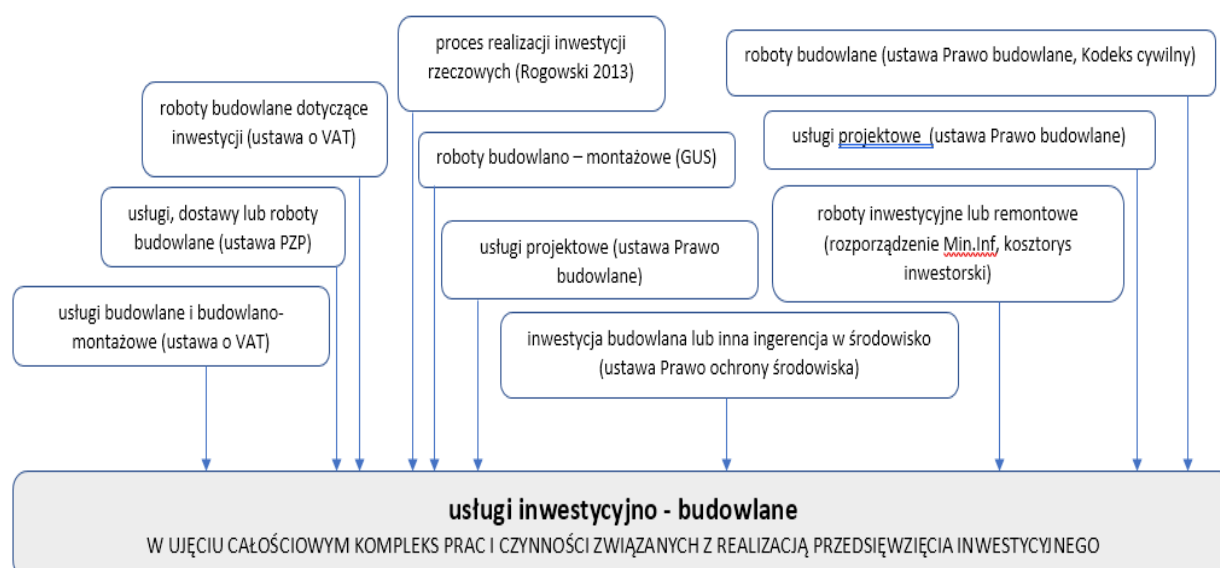 proces realizacji inwestycji
rzeczowych (Rogowski 2013)
roboty budowlane (ustawa Prawo budowlane, Kodeks cywilny)
roboty budowlane dotyczące
inwestycji (ustawa o VAT)
usługi projektowe (ustawa Prawo budowlane)
roboty budowlano – montażowe (GUS)
usługi, dostawy lub roboty
budowlane (ustawa PZP)
roboty inwestycyjne lub remontowe
(rozporządzenie Min.Inf, kosztorys
inwestorski)
usługi projektowe (ustawa Prawo
budowlane)
usługi budowlane i budowlano-
montażowe (ustawa o VAT)
inwestycja budowlana lub inna ingerencja w środowisko
(ustawa Prawo ochrony środowiska)
usługi inwestycyjno - budowlane
W UJĘCIU CAŁOŚCIOWYM KOMPLEKS PRAC I CZYNNOŚCI ZWIĄZANYCH Z REALIZACJĄ PRZEDSIĘWZIĘCIA INWESTYCYJNEGO